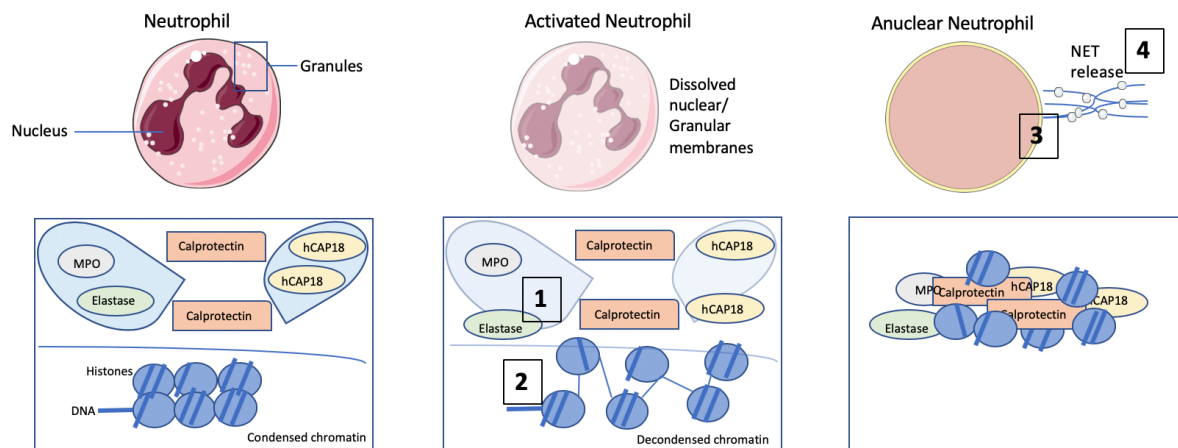 Neutrophil
Granules
Nucleus
Activated Neutrophil
Dissolved
nuclear/
Granular
membranes
Anuclear Neutrophil
NET
release
4
3
MPO
Elastase
Calprotectin
Calprotectin
hCAP18
hCAP18
Histones
DNA
Condensed chromatin
MPO
1
Elastase
Calprotectin
Calprotectin
hCAP18
hCAP18
2
Decondensed chromatin
MPO
Calprotectin
hCAP18
hCAP18
Calprotectin
Elastase